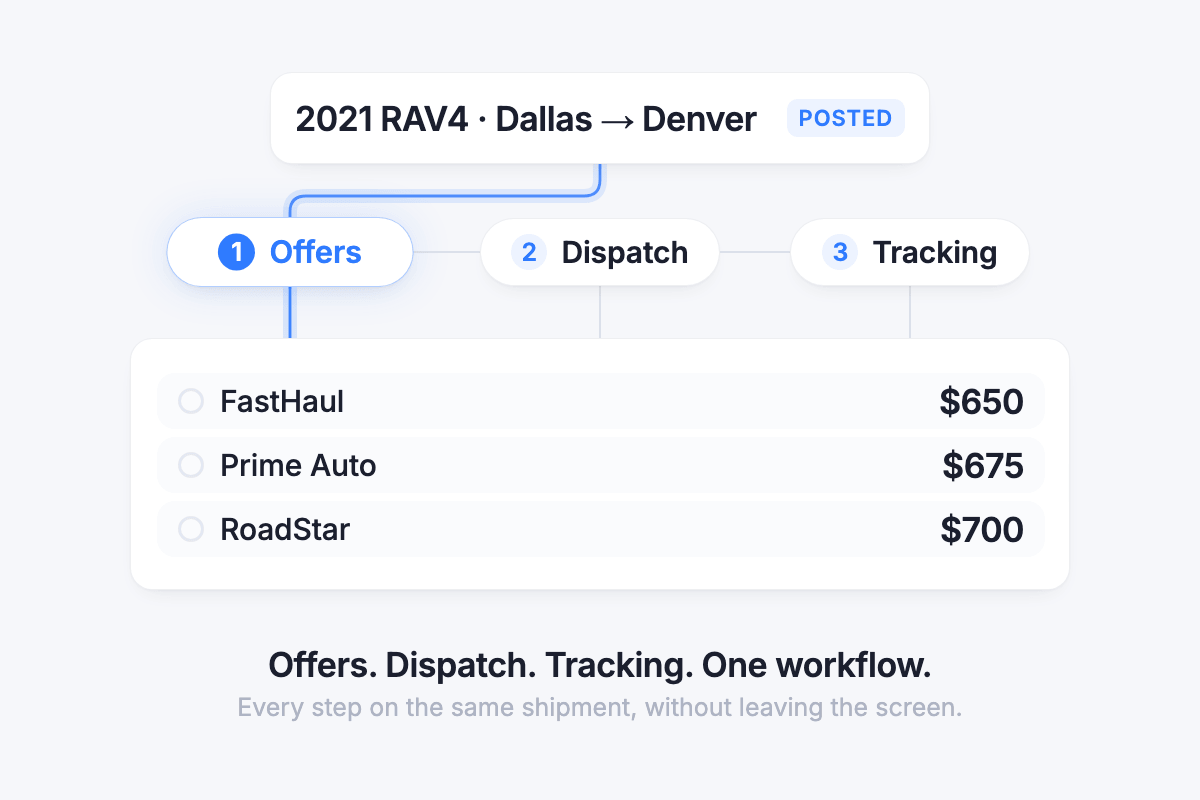 2021 RAV4 · Dallas → Denver POSTED
1 Offers 2 Dispatch 3 Tracking
FastHaul $650
Prime Auto $675
RoadStar $700
Offers. Dispatch. Tracking. One workflow.
Every step on the same shipment, without leaving the screen.